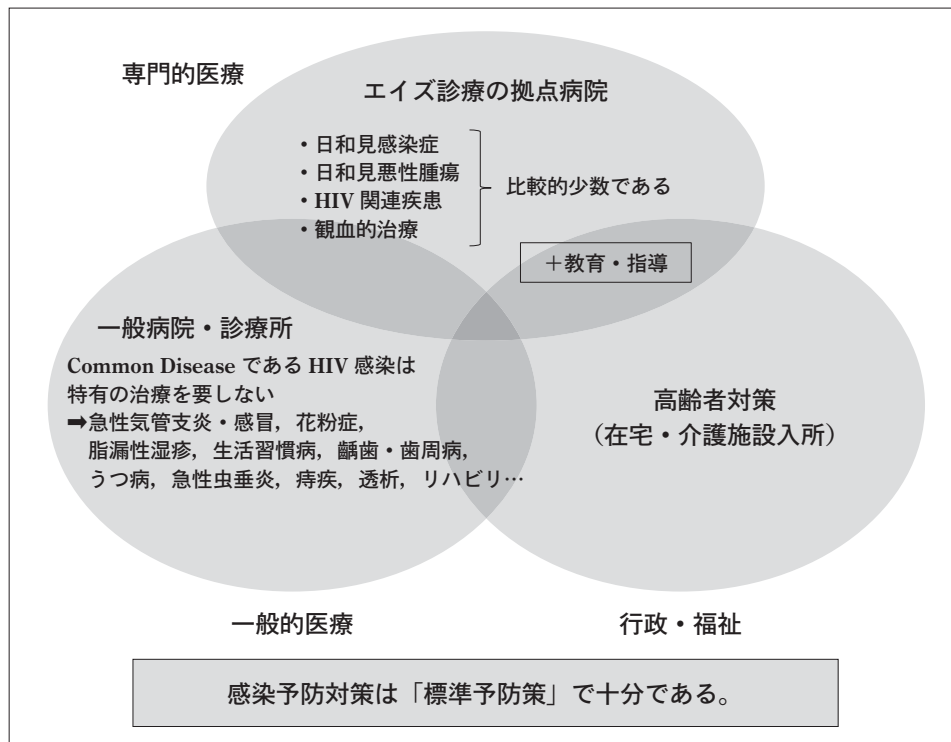 専門的医療
エイズ診療の拠点病院
・日和見感染症
・日和見悪性腫瘍
・HIV 関連疾患
・観血的治療
比較的少数である
＋教育・指導
一般病院・診療所
Common Disease である HIV 感染は
特有の治療を要しない
➡急性気管支炎・感冒，花粉症，
脂漏性湿疹，生活習慣病，齲歯・歯周病，
うつ病，急性虫垂炎，痔疾，透析，リハビリ…
高齢者対策
（在宅・介護施設入所）
一般的医療
行政・福祉
感染予防対策は「標準予防策」で十分である。